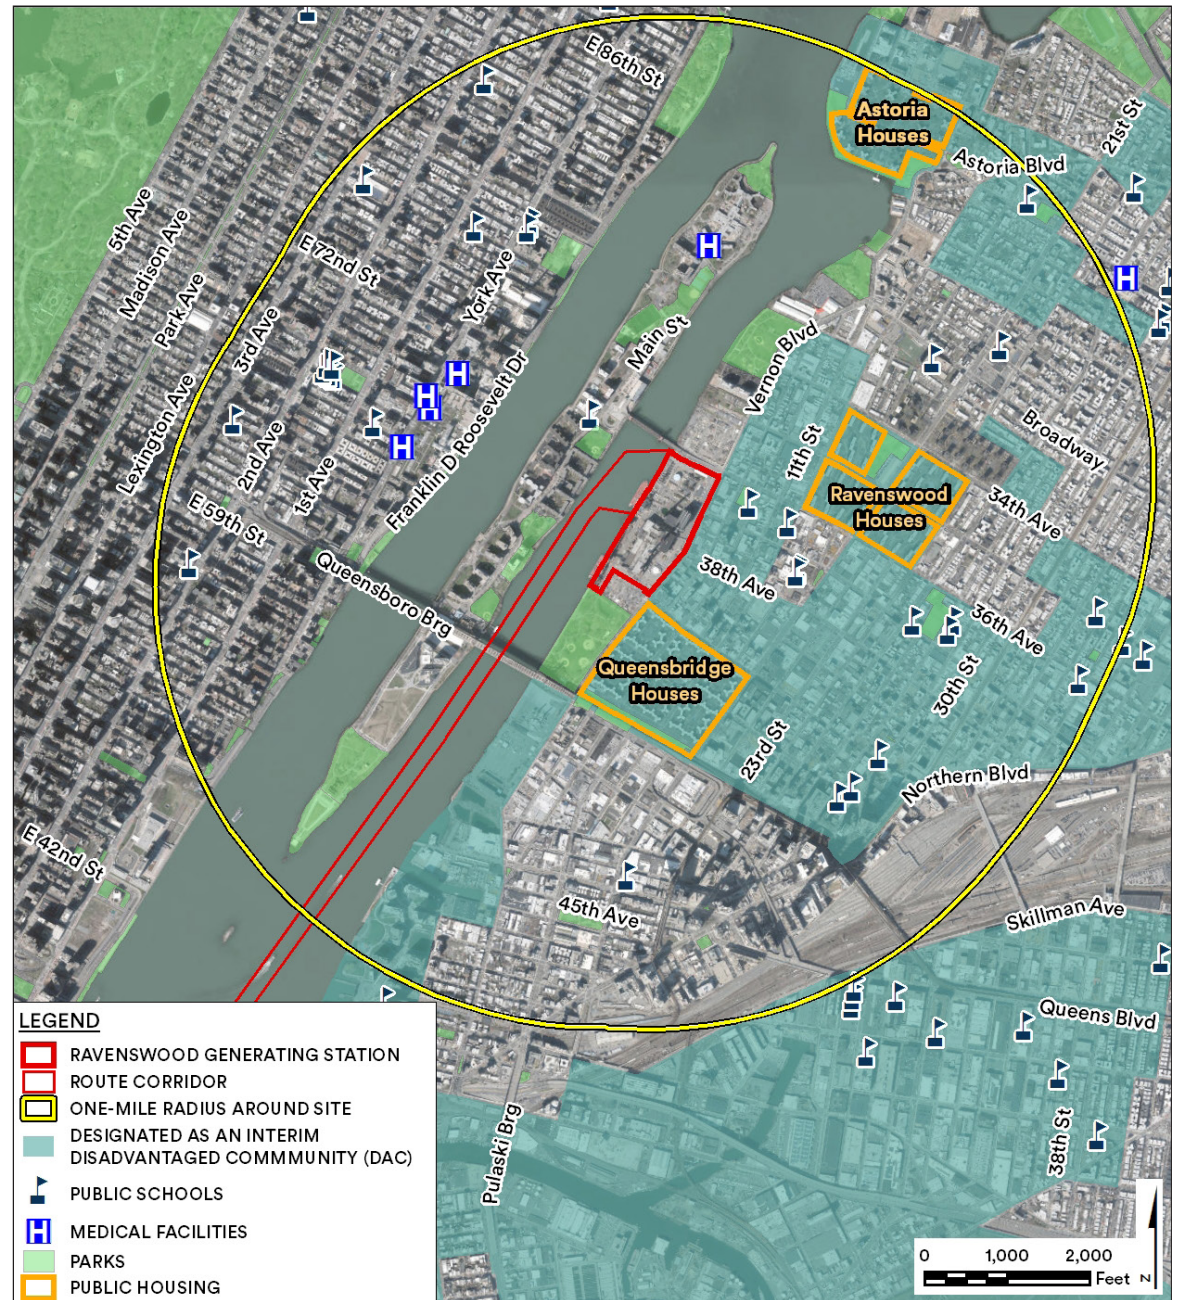 E 86th St
Astoria
Houses
21st St
Astoria Blvd
5th Ave
Madison Ave
Park Ave
E 72nd St
York Ave
3rd Ave
Main St
Vernon Blvd
Lexington Ave
2nd Ave
1st Ave
Franklin D Roosevelt Dr
11th St
Broadway
Ravenswood
Houses
34th Ave
E 59th St
Queensboro Brg
38th Ave
36th Ave
Queensbridge
Houses
30th St
23rd St
Northern Blvd
E 42nd St
45th Ave
Skillman Ave
Queens Blvd
38th St
Pulaski Brg
H
H
H
H
H
H
LEGEND
RAVENSWOOD GENERATING STATION
ROUTE CORRIDOR
ONE-MILE RADIUS AROUND SITE
DESIGNATED AS AN INTERIM
DISADVANTAGED COMMMUNITY (DAC)
PUBLIC SCHOOLS
H MEDICAL FACILITIES
PARKS
PUBLIC HOUSING
0 1,000 2,000
Feet
N